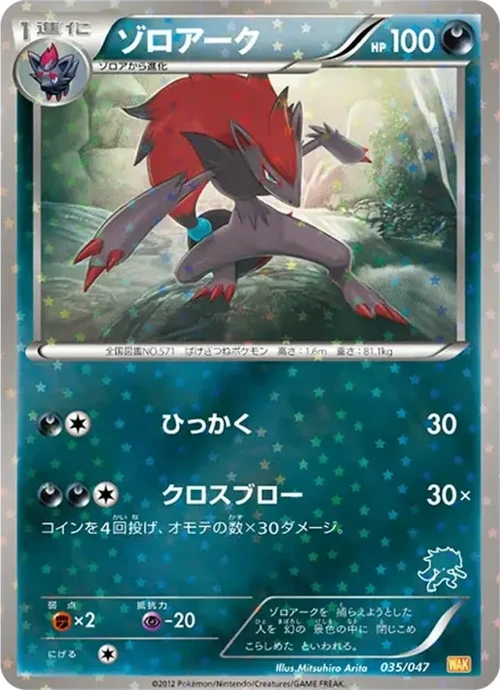 1進化
ゾロアーク
HP100
ゾロアから進化
全国図鑑NO.571 ばけぎつねポケモン 高さ:1.6m 重さ:81.1kg
ひっかく 30
クロスブロー 30×
コインを4回投げ、オモテの数×30ダメージ。
弱点 抵抗力
×2 -20
にげる
ゾロアークを 捕らえようとした
人を 幻の 景色の中に 閉じこめ
こらしめた といわれる。
Illus.Mitsuhiro Arita WAK 035/047
©2012 Pokémon/Nintendo/Creatures/GAME FREAK.